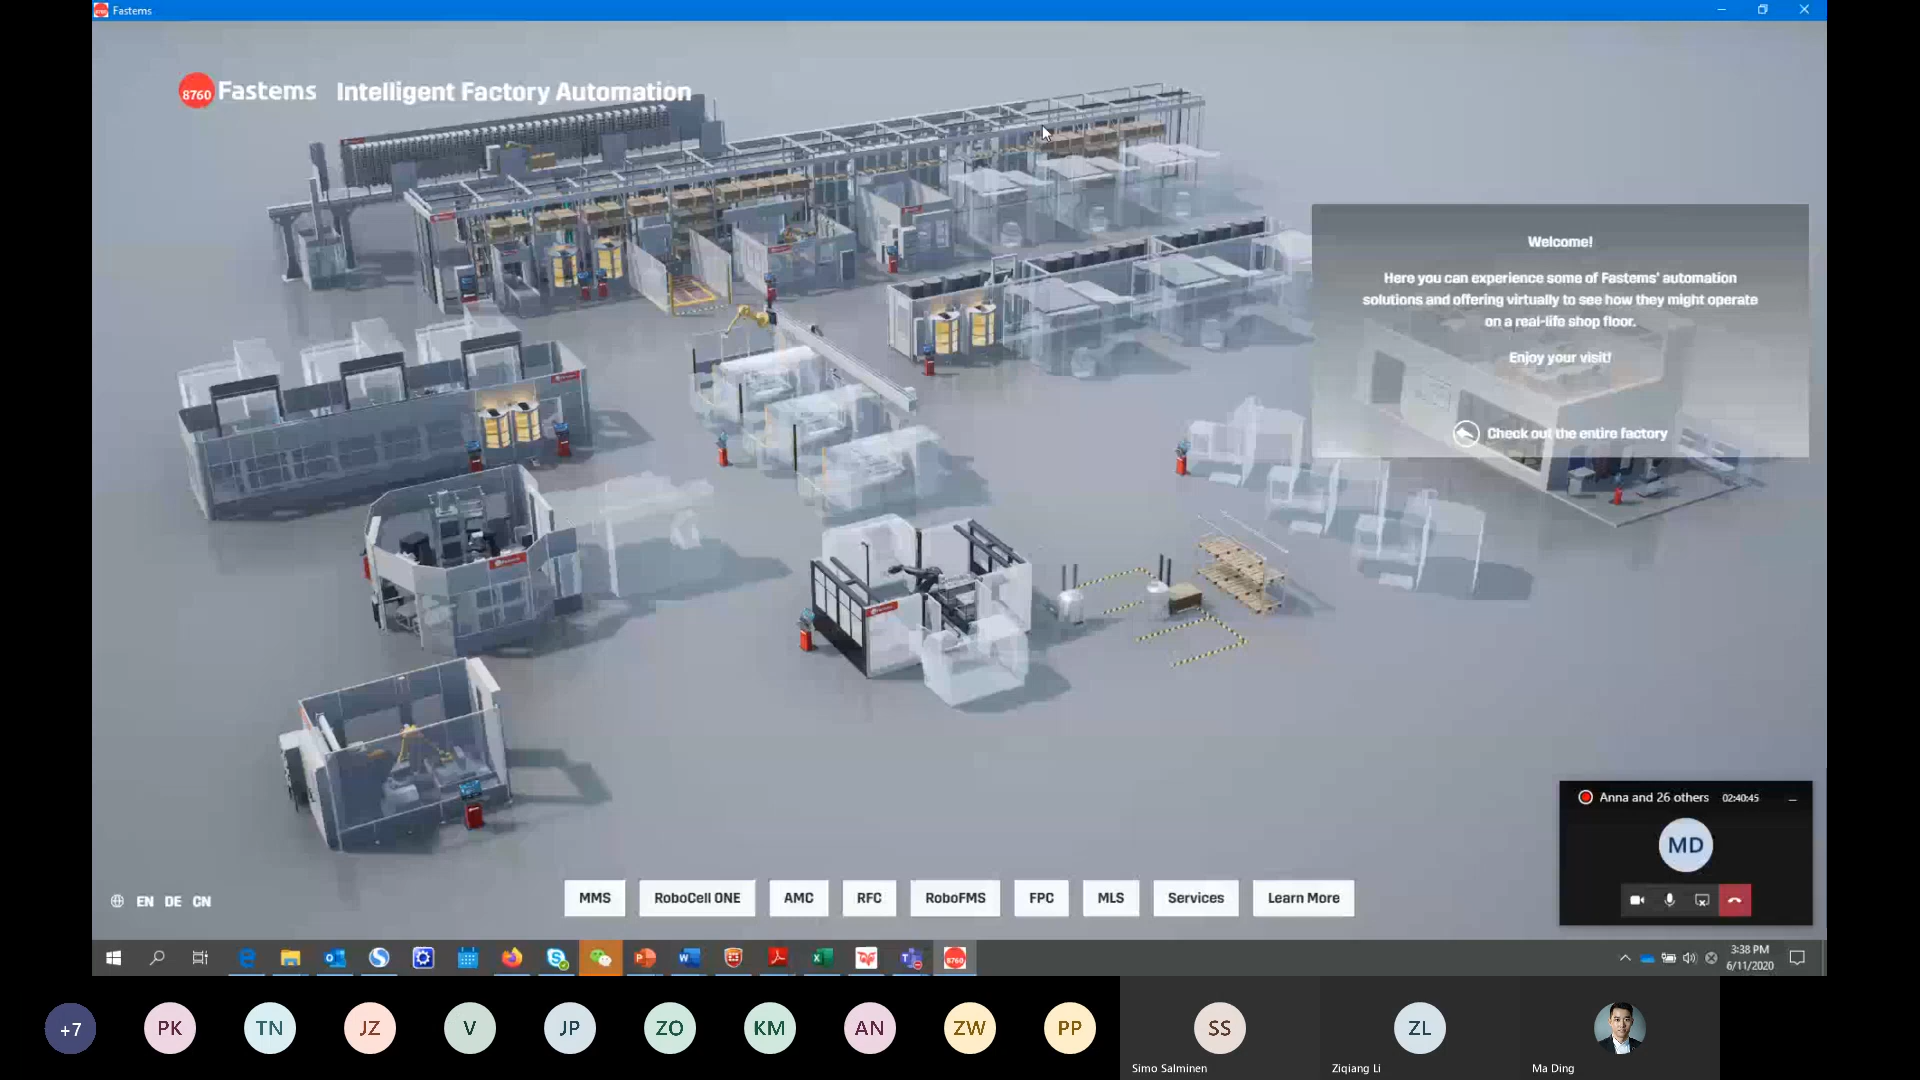 Fastems
8760 Fastems Intelligent Factory Automation
Welcome!
Here you can experience some of Fastems' automation
solutions and offering virtually to see how they might operate
on a real-life shop floor.
Enjoy your visit!
Check out the entire factory
Anna and 26 others 02:40:45
MD
EN DE CN
MMS RoboCell ONE AMC RFC RoboFMS FPC MLS Services Learn More
3:38 PM
6/11/2020
8760
+7 PK TN JZ V JP ZO KM AN ZW PP SS ZL
Simo Salminen Ziqiang Li Ma Ding